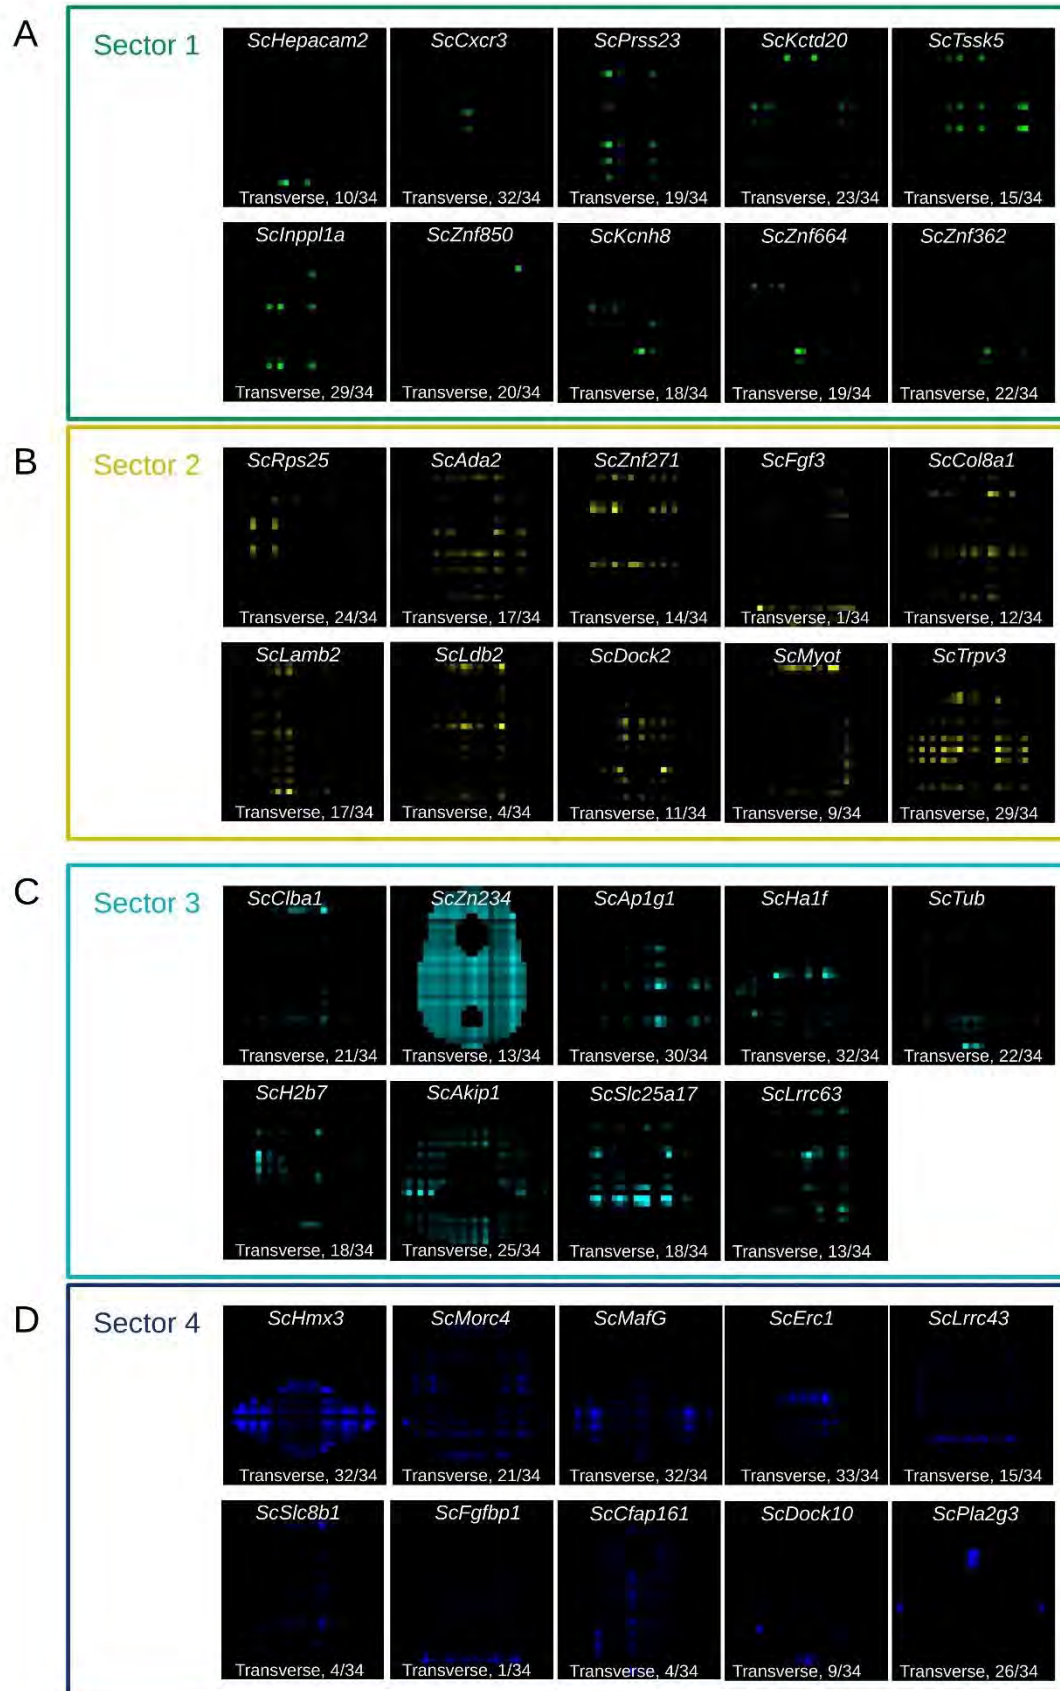 A
Sector 1
ScHepacam2 ScCxcr3 ScPrss23 ScKctd20 ScTssk5
Transverse, 10/34 Transverse, 32/34 Transverse, 19/34 Transverse, 23/34 Transverse, 15/34
ScInppl1a ScZnf850 ScKcnh8 ScZnf664 ScZnf362
Transverse, 29/34 Transverse, 20/34 Transverse, 18/34 Transverse, 19/34 Transverse, 22/34
B
Sector 2
ScRps25 ScAda2 ScZnf271 ScFgf3 ScCol8a1
Transverse, 24/34 Transverse, 17/34 Transverse, 14/34 Transverse, 1/34 Transverse, 12/34
ScLamb2 ScLdb2 ScDock2 ScMyot ScTrpv3
Transverse, 17/34 Transverse, 4/34 Transverse, 11/34 Transverse, 9/34 Transverse, 29/34
C
Sector 3
ScClba1 ScZn234 ScAp1g1 ScHa1f ScTub
Transverse, 21/34 Transverse, 13/34 Transverse, 30/34 Transverse, 32/34 Transverse, 22/34
ScH2b7 ScAkip1 ScSlc25a17 ScLrrc63
Transverse, 18/34 Transverse, 25/34 Transverse, 18/34 Transverse, 13/34
D
Sector 4
ScHmx3 ScMorc4 ScMafG ScErc1 ScLrrc43
Transverse, 32/34 Transverse, 21/34 Transverse, 32/34 Transverse, 33/34 Transverse, 15/34
ScSlc8b1 ScFgfbp1 ScCfap161 ScDock10 ScPla2g3
Transverse, 4/34 Transverse, 1/34 Transverse, 4/34 Transverse, 9/34 Transverse, 26/34